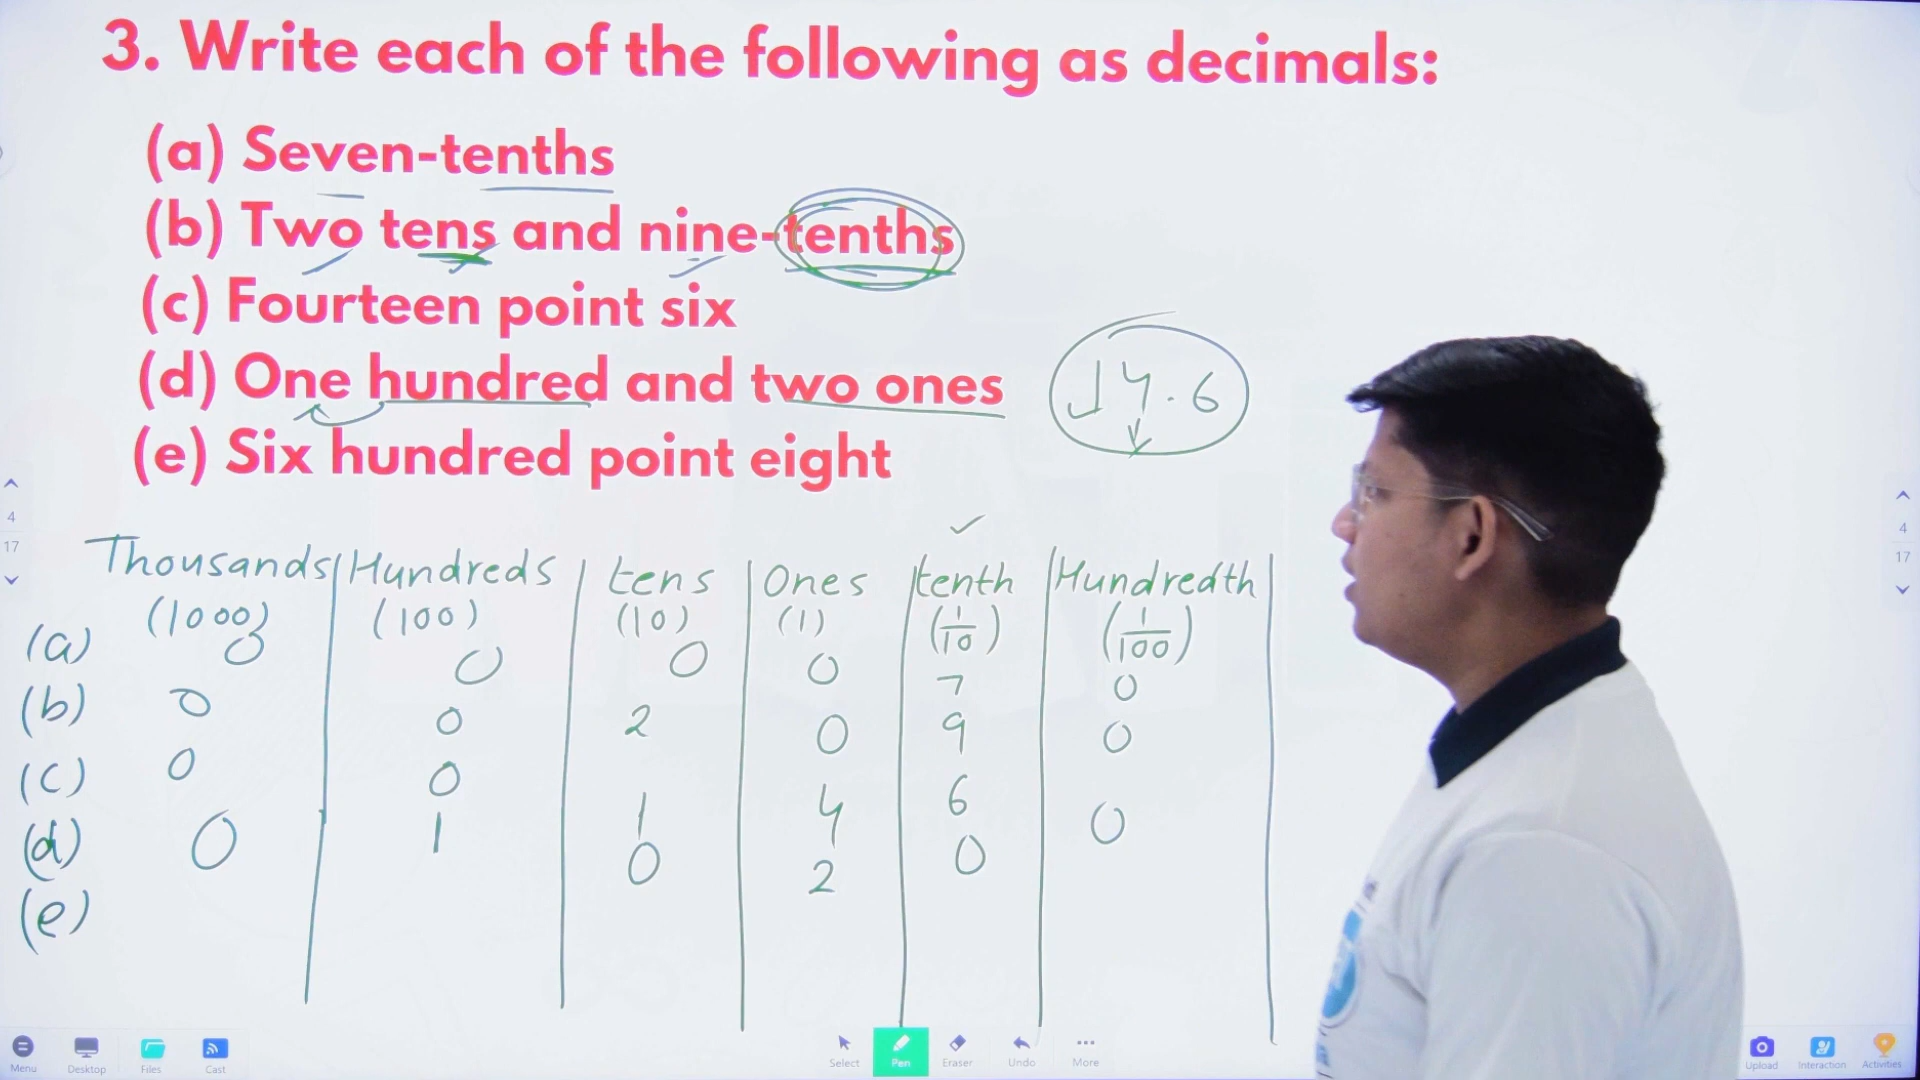 3. Write each of the following as decimals:
(a) Seven-tenths
(b) Two tens and nine-tenths
(c) Fourteen point six
(d) One hundred and two ones
14.6
(e) Six hundred point eight
Thousands Hundreds tens Ones tenth Hundredth
(1000) (100) (10) (1) (1/10) (1/100)
(a) 0 0 0 0 7 0
(b) 0 0 2 0 9 0
(c) 0 0 1 4 6 0
(d) 0 1 0 2 0
(e)
4
17
4
17
Menu Desktop Files Cast Select Pen Eraser Undo More Upload Interaction Activities